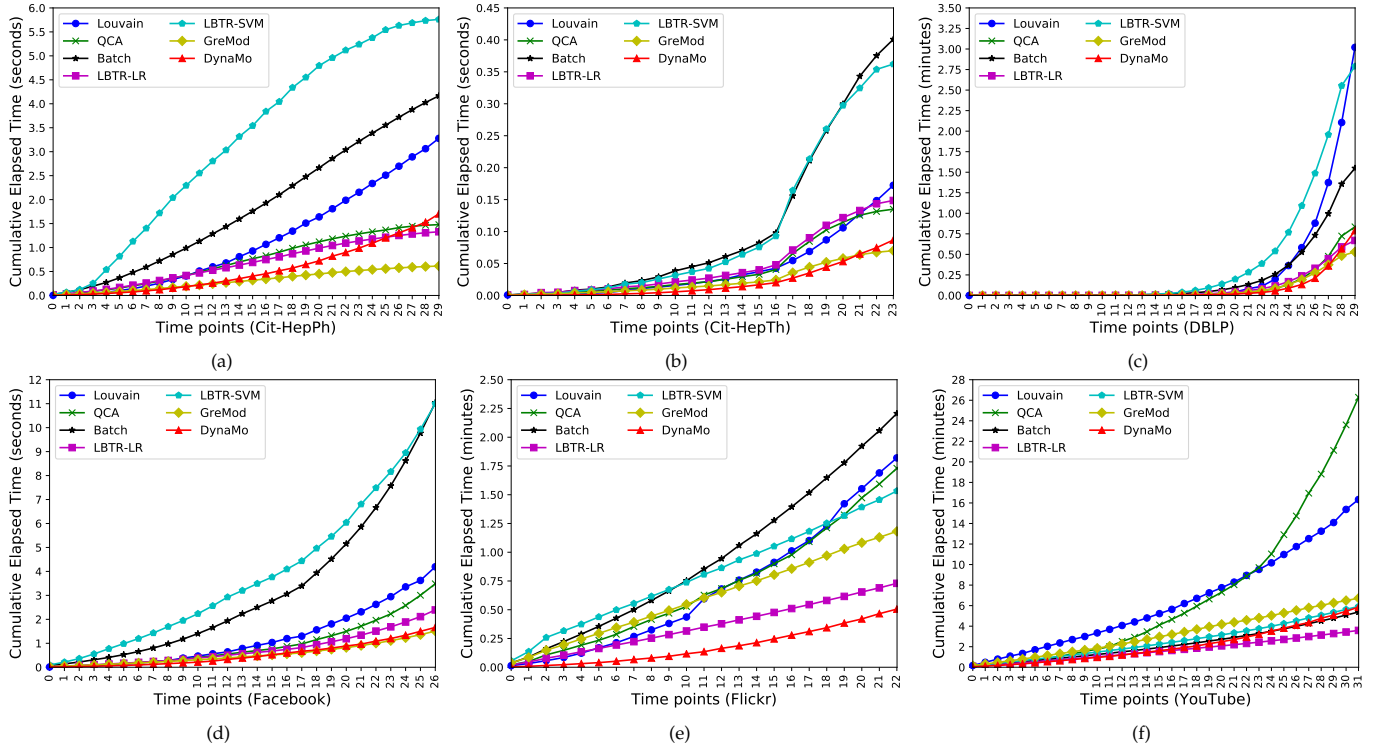 Cumulative Elapsed Time (seconds)
6.0
5.5
5.0
4.5
4.0
3.5
3.0
2.5
2.0
1.5
1.0
0.5
0.0
Louvain
QCA
Batch
LBTR-LR
LBTR-SVM
GreMod
DynaMo
0 1 2 3 4 5 6 7 8 9 10 11 12 13 14 15 16 17 18 19 20 21 22 23 24 25 26 27 28 29
Time points (Cit-HepPh)
(a)
Cumulative Elapsed Time (seconds)
0.45
0.40
0.35
0.30
0.25
0.20
0.15
0.10
0.05
0.00
Louvain
QCA
Batch
LBTR-LR
LBTR-SVM
GreMod
DynaMo
0 1 2 3 4 5 6 7 8 9 10 11 12 13 14 15 16 17 18 19 20 21 22 23
Time points (Cit-HepTh)
(b)
Cumulative Elapsed Time (minutes)
3.50
3.25
3.00
2.75
2.50
2.25
2.00
1.75
1.50
1.25
1.00
0.75
0.50
0.25
0.00
Louvain
QCA
Batch
LBTR-LR
LBTR-SVM
GreMod
DynaMo
0 1 2 3 4 5 6 7 8 9 10 11 12 13 14 15 16 17 18 19 20 21 22 23 24 25 26 27 28 29
Time points (DBLP)
(c)
Cumulative Elapsed Time (seconds)
12
11
10
9
8
7
6
5
4
3
2
1
0
Louvain
QCA
Batch
LBTR-LR
LBTR-SVM
GreMod
DynaMo
0 1 2 3 4 5 6 7 8 9 10 11 12 13 14 15 16 17 18 19 20 21 22 23 24 25 26
Time points (Facebook)
(d)
Cumulative Elapsed Time (minutes)
2.50
2.25
2.00
1.75
1.50
1.25
1.00
0.75
0.50
0.25
0.00
Louvain
QCA
Batch
LBTR-LR
LBTR-SVM
GreMod
DynaMo
0 1 2 3 4 5 6 7 8 9 10 11 12 13 14 15 16 17 18 19 20 21 22
Time points (Flickr)
(e)
Cumulative Elapsed Time (minutes)
28
26
24
22
20
18
16
14
12
10
8
6
4
2
0
Louvain
QCA
Batch
LBTR-LR
LBTR-SVM
GreMod
DynaMo
0 1 2 3 4 5 6 7 8 9 10 11 12 13 14 15 16 17 18 19 20 21 22 23 24 25 26 27 28 29 30 31
Time points (YouTube)
(f)